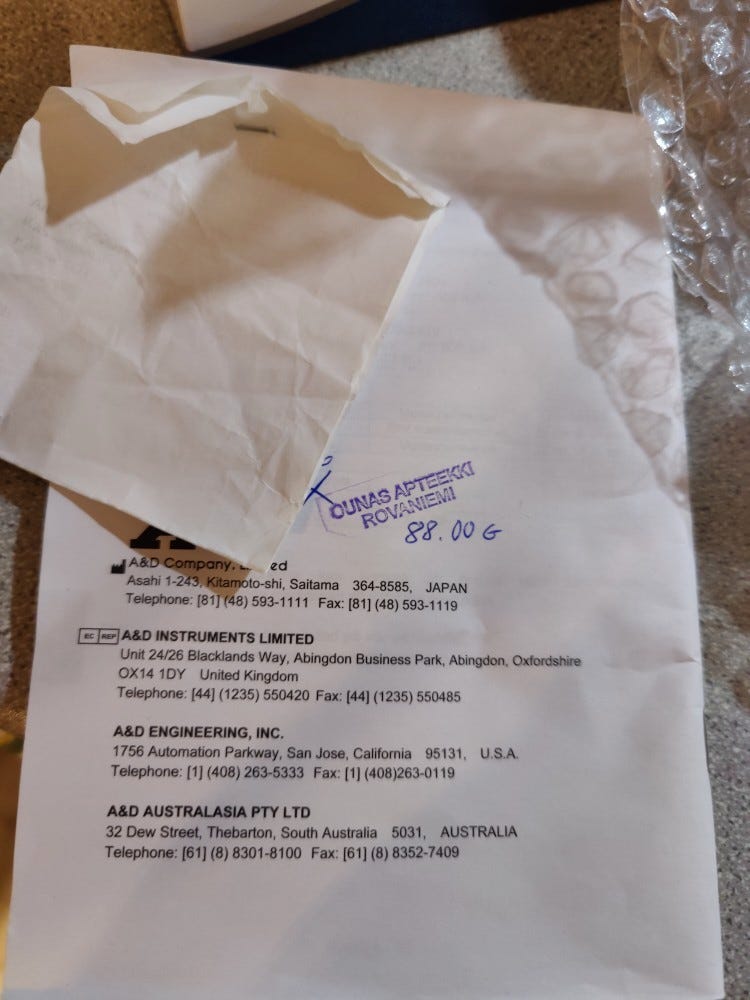 OUNAS APTEEKKI
ROVANIEMI
88.00 G
A&D Company, ed
Asahi 1-243, Kitamoto-shi, Saitama 364-8585, JAPAN
Telephone: [81] (48) 593-1111 Fax: [81] (48) 593-1119
EC REP A&D INSTRUMENTS LIMITED
Unit 24/26 Blacklands Way, Abingdon Business Park, Abingdon, Oxfordshire
OX14 1DY United Kingdom
Telephone: [44] (1235) 550420 Fax: [44] (1235) 550485
A&D ENGINEERING, INC.
1756 Automation Parkway, San Jose, California 95131, U.S.A.
Telephone: [1] (408) 263-5333 Fax: [1] (408)263-0119
A&D AUSTRALASIA PTY LTD
32 Dew Street, Thebarton, South Australia 5031, AUSTRALIA
Telephone: [61] (8) 8301-8100 Fax: [61] (8) 8352-7409